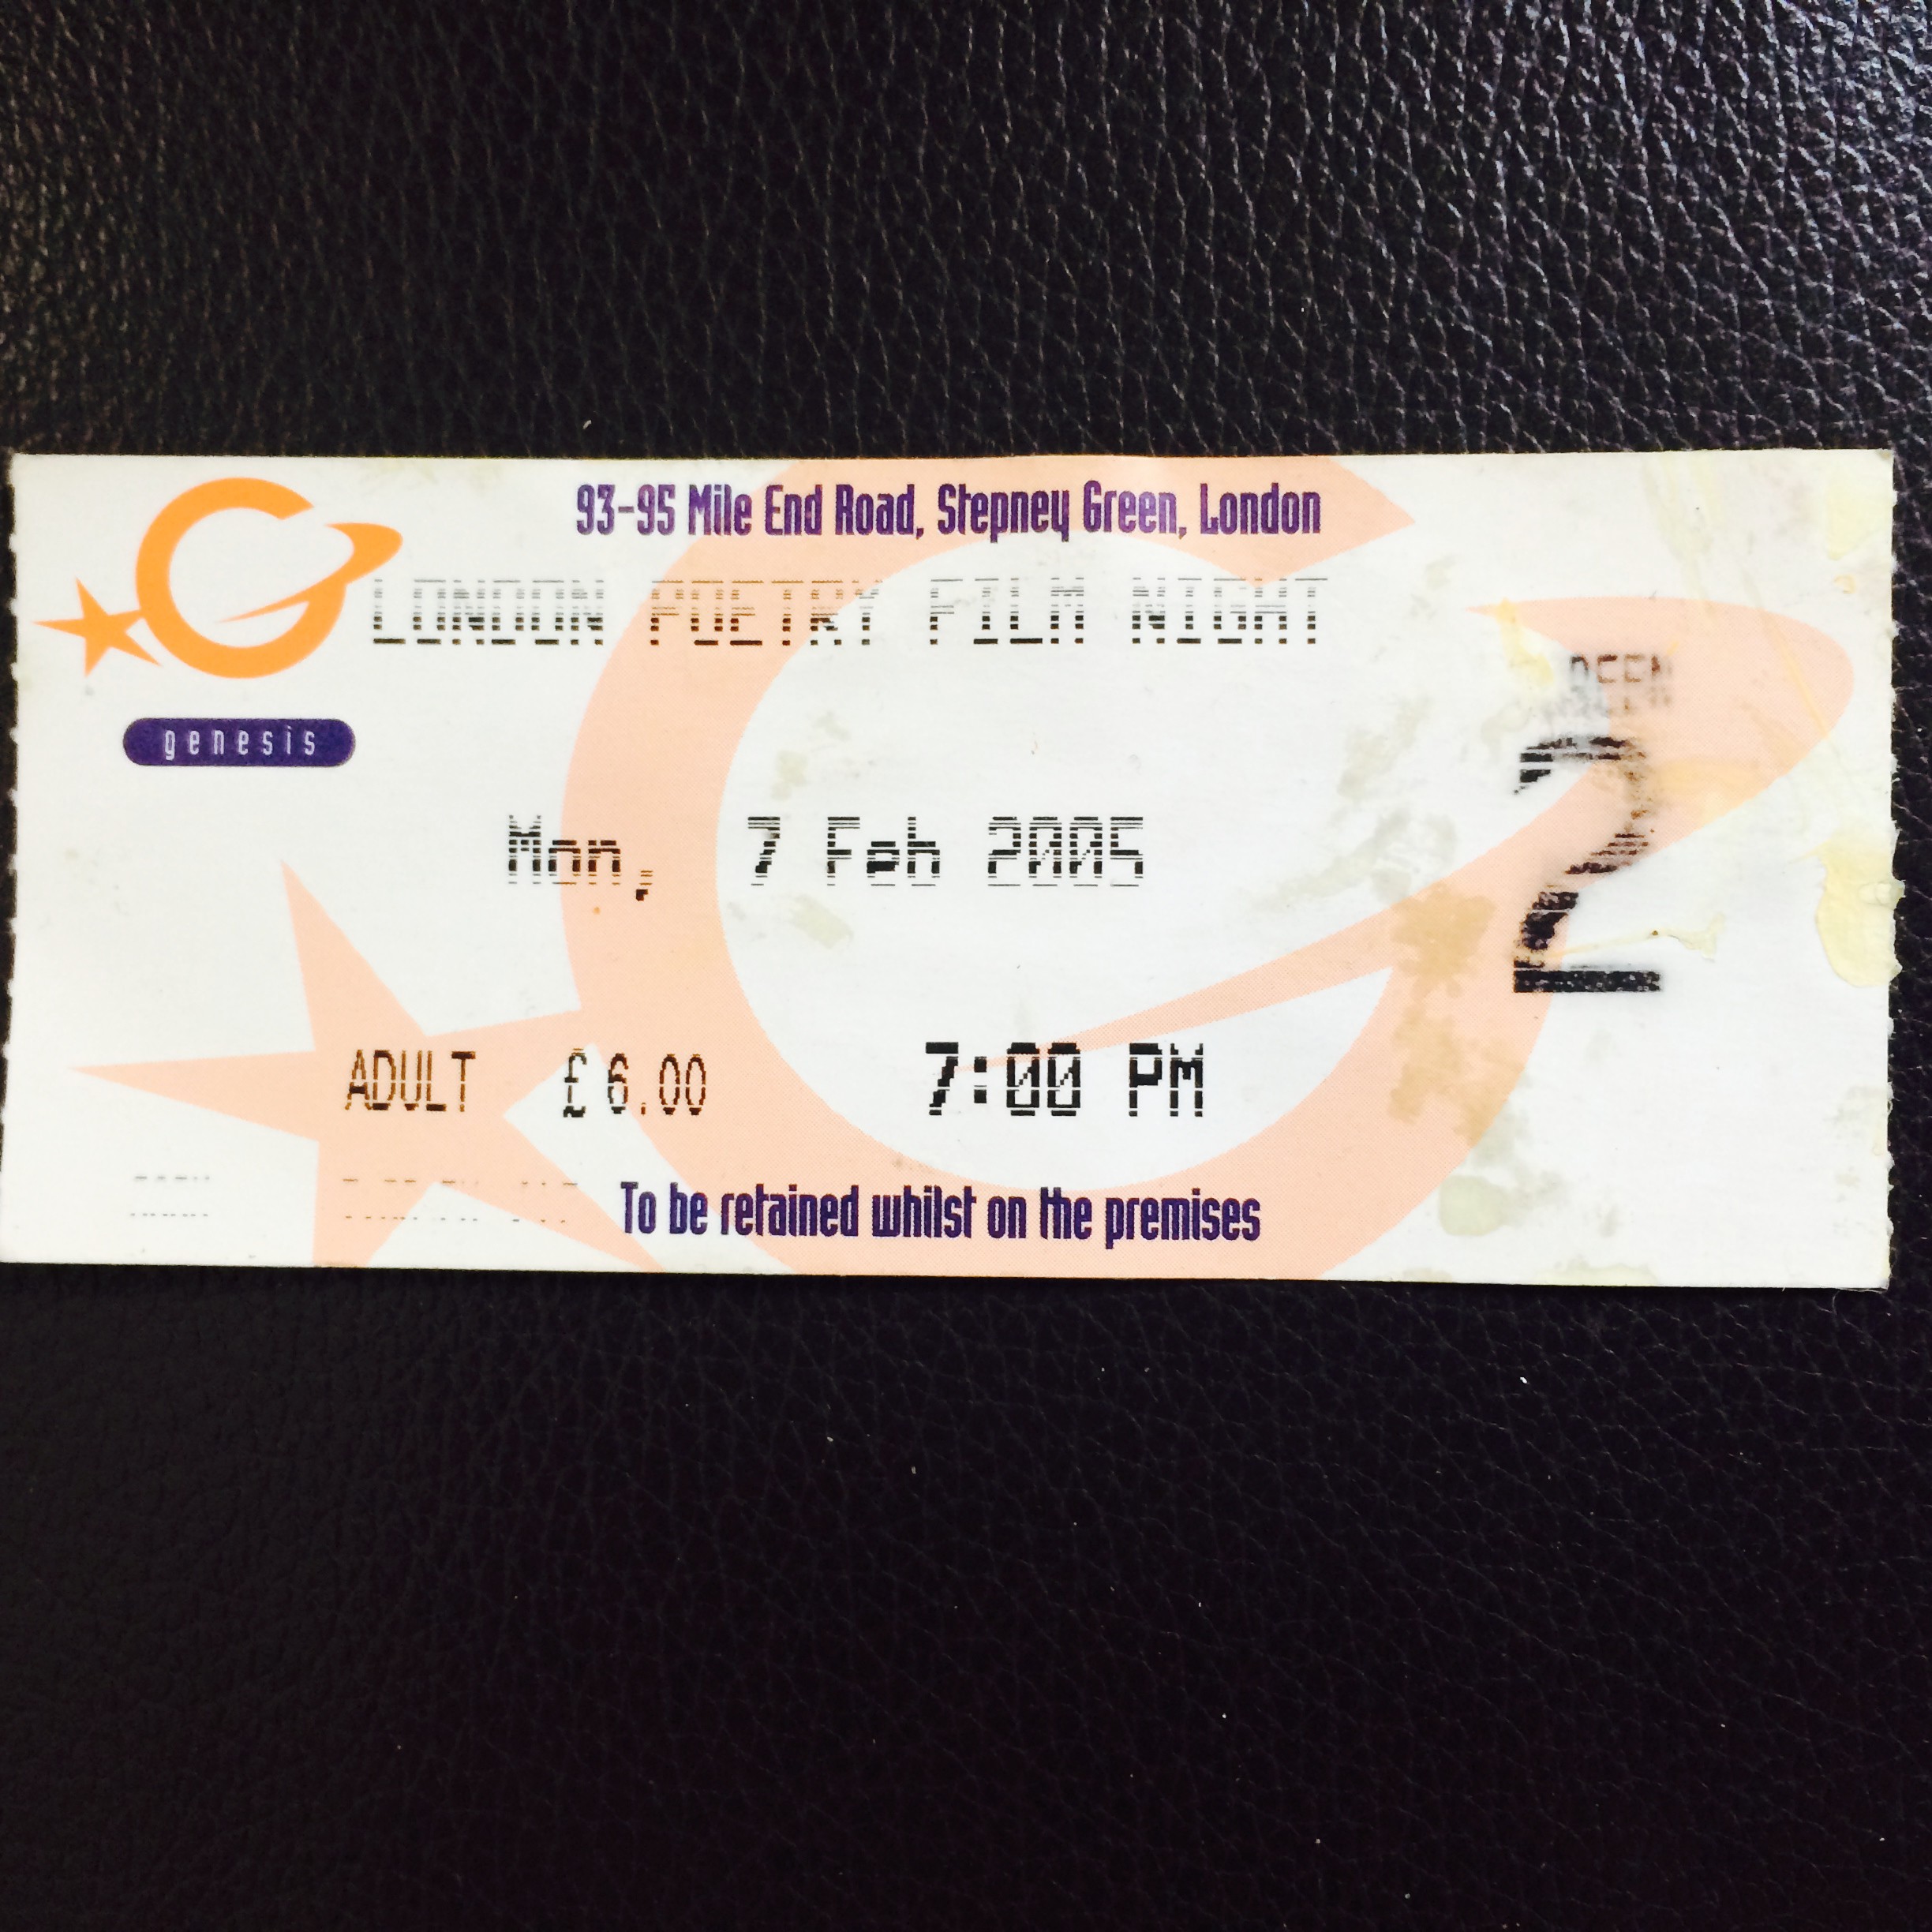 93-95 Mile End Road, Stepney Green, London
LONDON POETRY FILM NIGHT
genesis
Mon, 7 Feb 2005
2
ADULT £6.00 7:00 PM
To be retained whilst on the premises